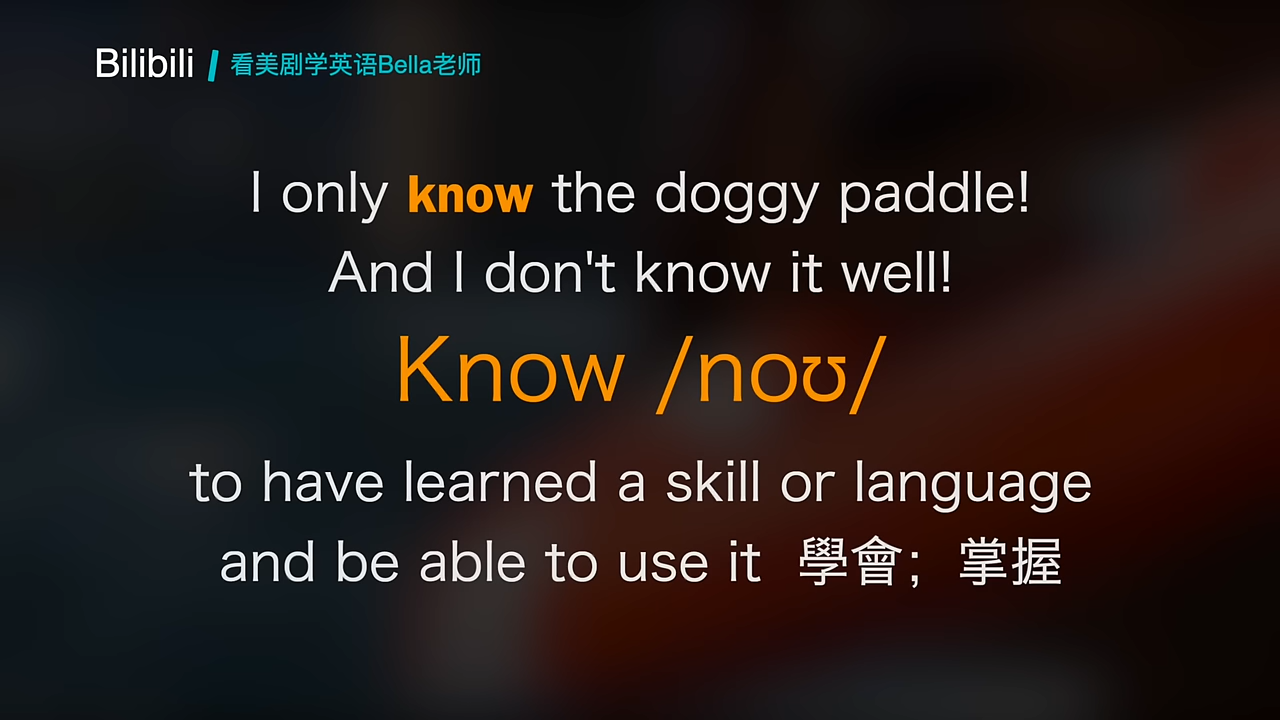 Bilibili / 看美剧学英语Bella老师
I only know the doggy paddle!
And I don't know it well!
Know /noʊ/
to have learned a skill or language
and be able to use it 學會；掌握